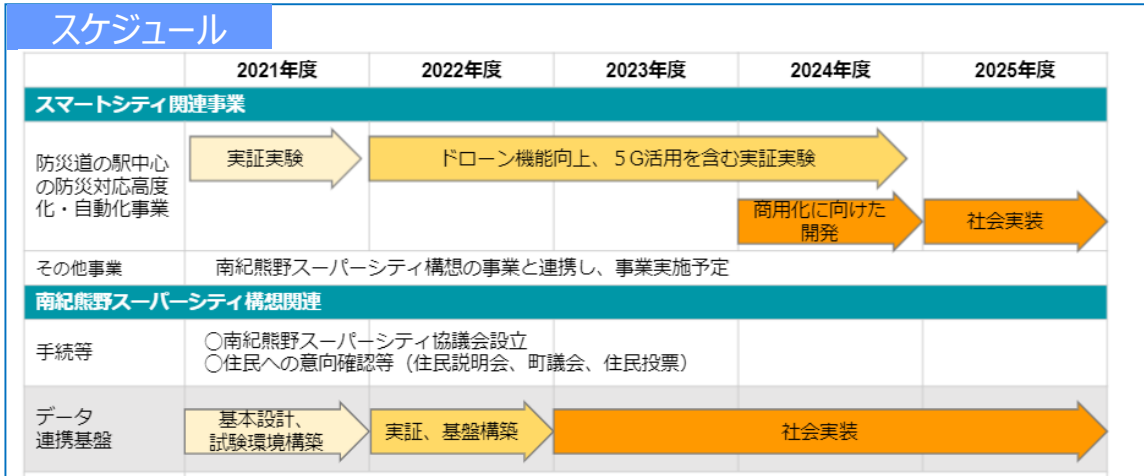 スケジュール
2021年度 2022年度 2023年度 2024年度 2025年度
スマートシティ関連事業
防災道の駅中心
の防災対応高度
化・自動化事業
実証実験
ドローン機能向上、５G活用を含む実証実験
商用化に向けた
開発
社会実装
その他事業
南紀熊野スーパーシティ構想の事業と連携し、事業実施予定
南紀熊野スーパーシティ構想関連
手続等
○南紀熊野スーパーシティ協議会設立
○住民への意向確認等（住民説明会、町議会、住民投票）
データ
連携基盤
基本設計、
試験環境構築
実証、基盤構築
社会実装